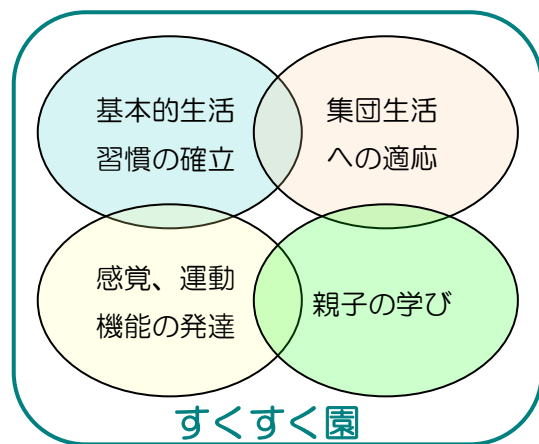 基本的生活
習慣の確立
集団生活
への適応
感覚、運動
機能の発達
親子の学び
すくすく園